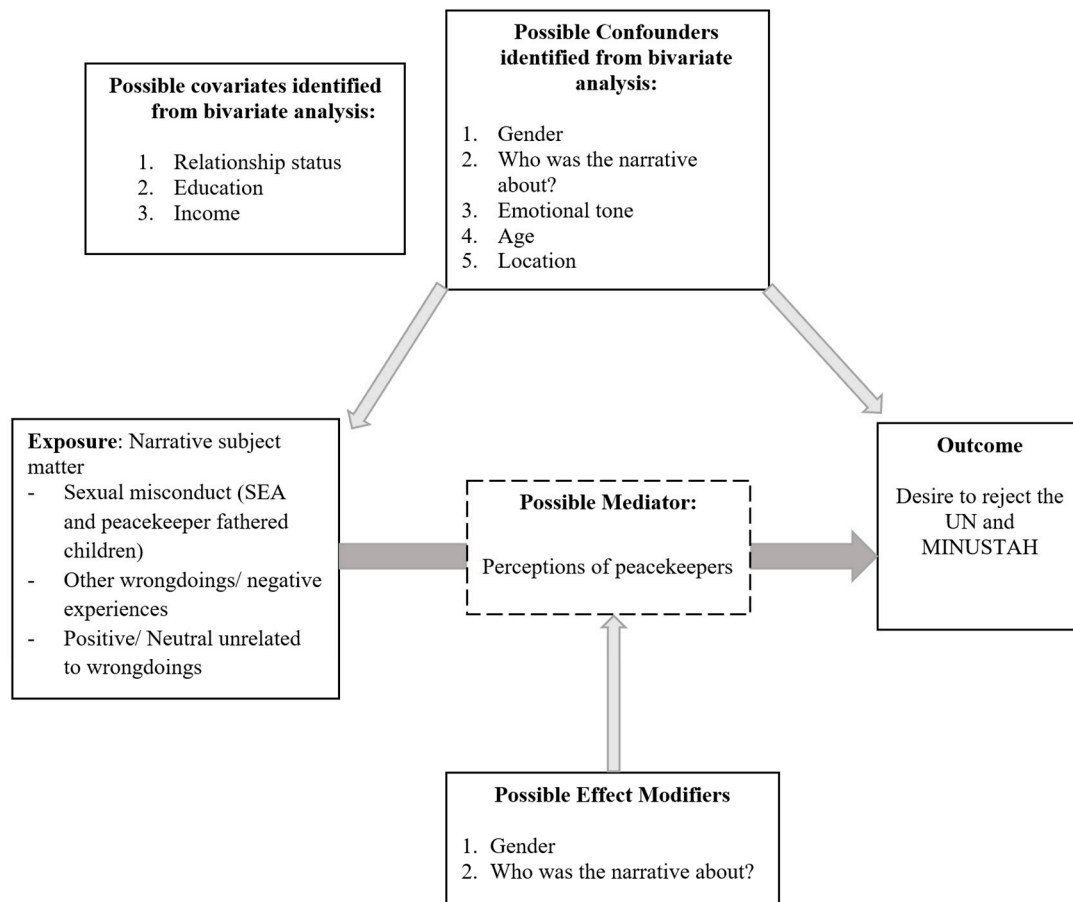 Possible covariates identified
from bivariate analysis:
1. Relationship status
2. Education
3. Income
Possible Confounders
identified from bivariate
analysis:
1. Gender
2. Who was the narrative
about?
3. Emotional tone
4. Age
5. Location
Exposure: Narrative subject
matter
- Sexual misconduct (SEA
and peacekeeper fathered
children)
- Other wrongdoings/ negative
experiences
- Positive/ Neutral unrelated
to wrongdoings
Possible Mediator:
Perceptions of peacekeepers
Outcome
Desire to reject the
UN and
MINUSTAH
Possible Effect Modifiers
1. Gender
2. Who was the narrative about?